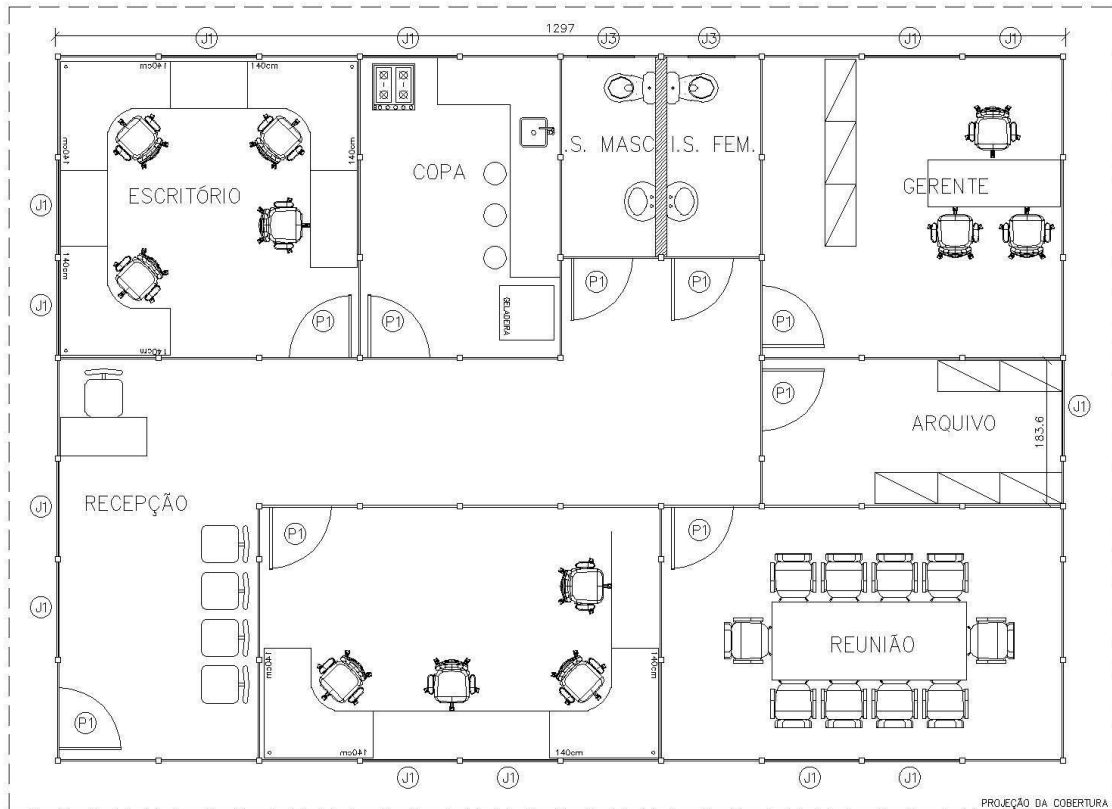 1297
J1
J1
J3
J3
J1
J1
140cm
140cm
140cm
140cm
ESCRITÓRIO
COPA
I.S. MASC
I.S. FEM.
GERENTE
J1
140cm
140cm
J1
GELADEIRA
P1
P1
P1
P1
P1
P1
ARQUIVO
183.6
J1
RECEPÇÃO
J1
P1
P1
J1
140cm
140cm
REUNIÃO
P1
140cm
140cm
J1
J1
J1
J1
PROJEÇÃO DA COBERTURA